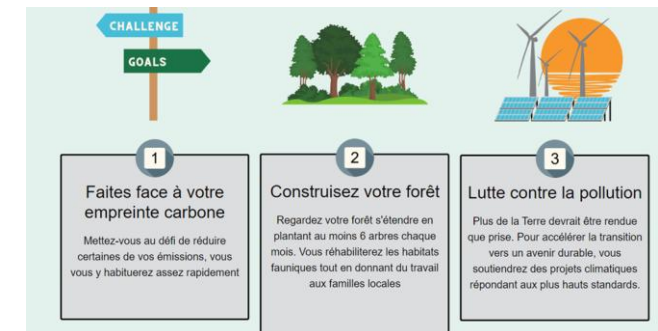 CHALLENGE
GOALS
1
Faites face à votre
empreinte carbone
Mettez-vous au défi de réduire
certaines de vos émissions, vous
vous y habituerez assez rapidement
2
Construisez votre forêt
Regardez votre forêt s'étendre en
plantant au moins 6 arbres chaque
mois. Vous réhabiliterez les habitats
fauniques tout en donnant du travail
aux familles locales
3
Lutte contre la pollution
Plus de la Terre devrait être rendue
que prise. Pour accélérer la transition
vers un avenir durable, vous
soutiendrez des projets climatiques
répondant aux plus hauts standards.